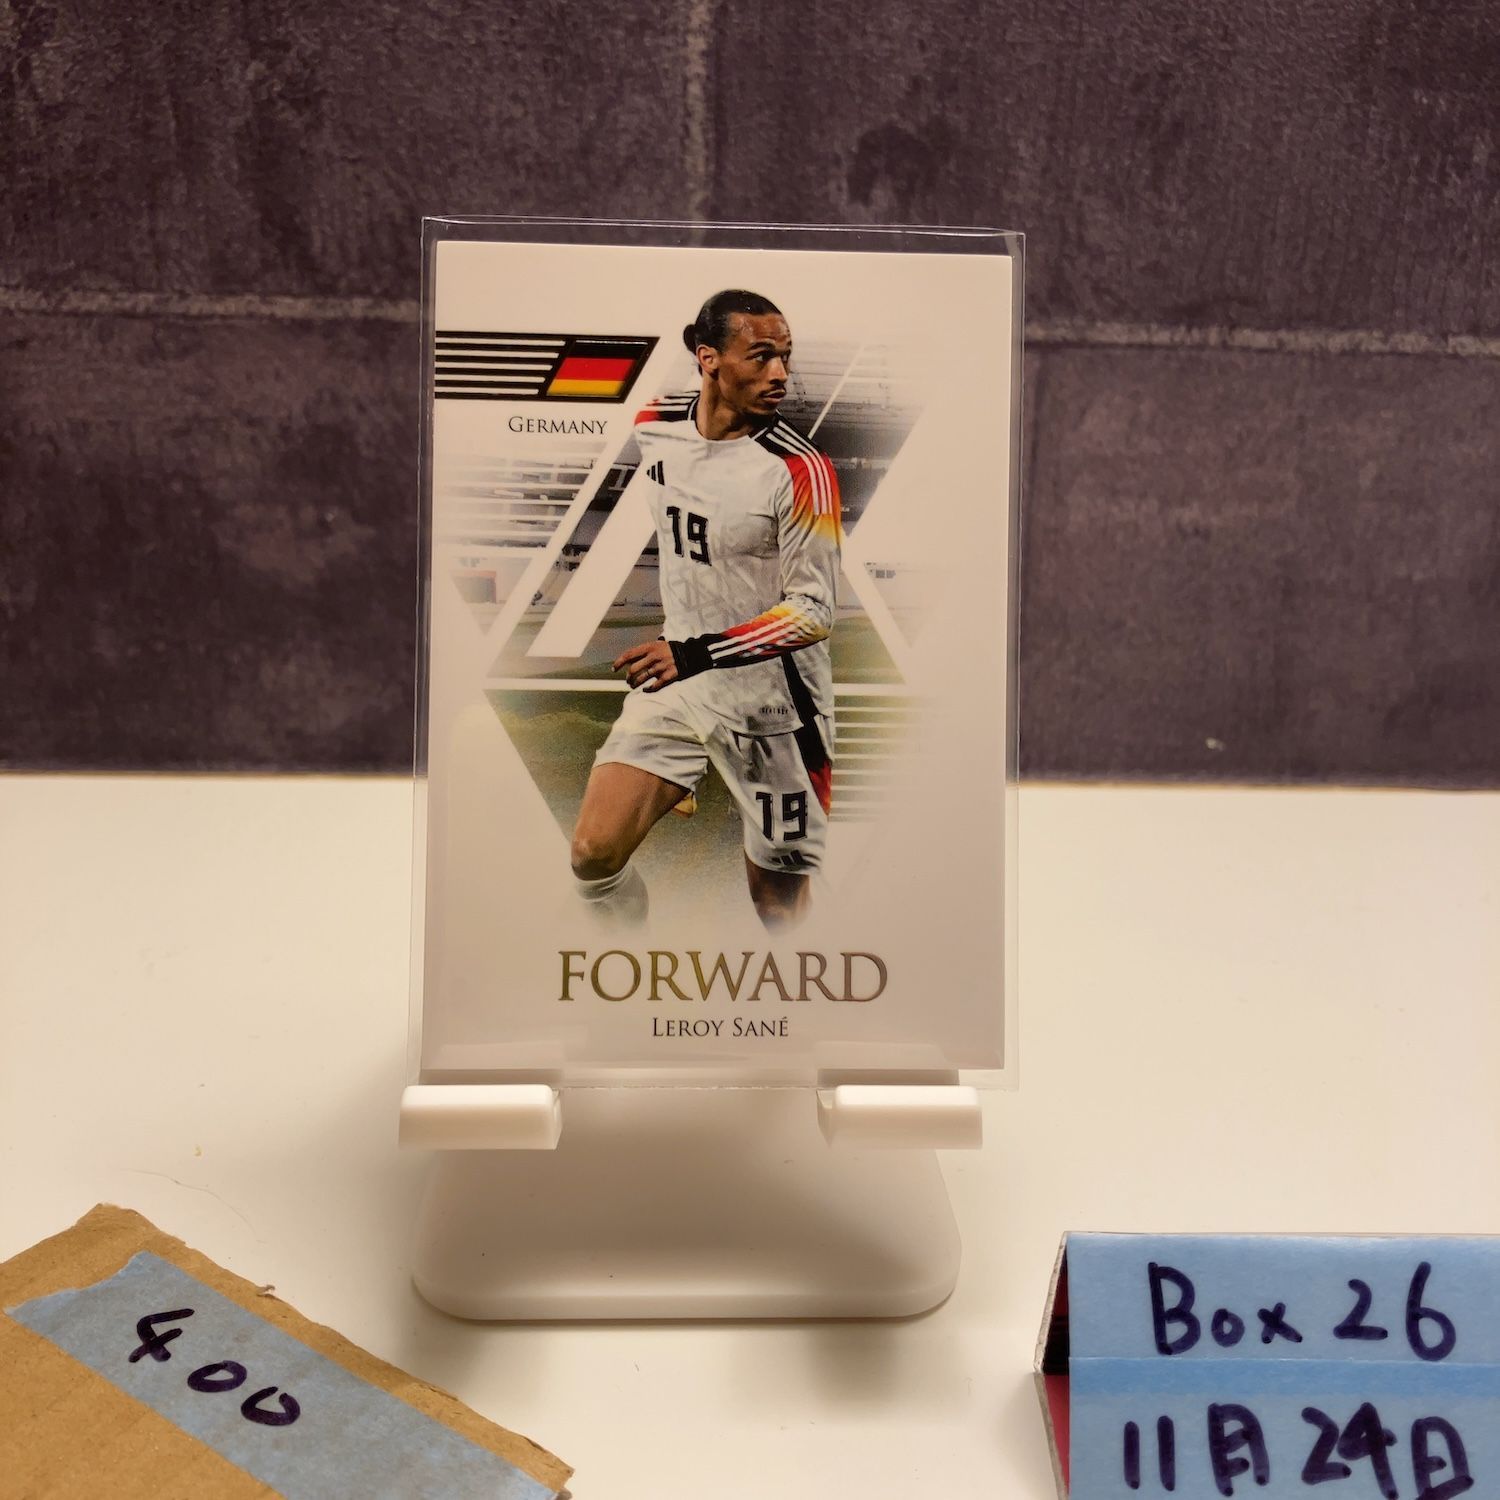 GERMANY
19
19
FORWARD
LEROY SANÉ
400
Box 26
11月24日